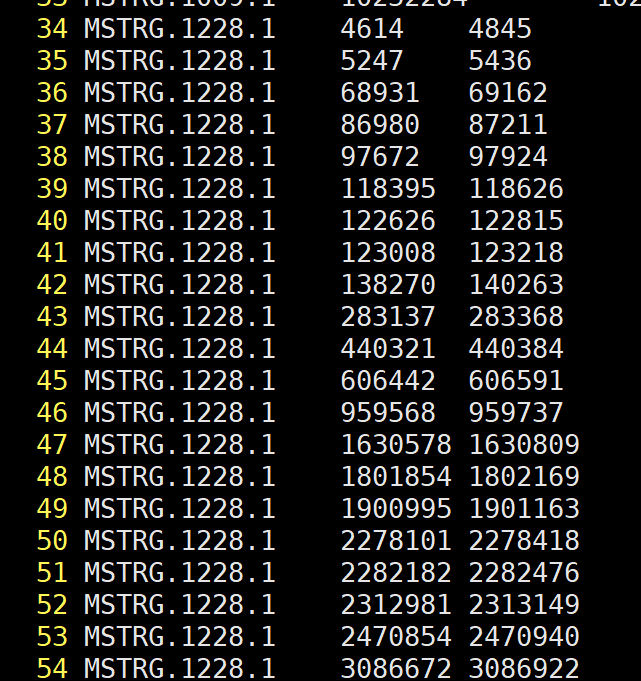 34 MSTRG.1228.1 4614 4845
35 MSTRG.1228.1 5247 5436
36 MSTRG.1228.1 68931 69162
37 MSTRG.1228.1 86980 87211
38 MSTRG.1228.1 97672 97924
39 MSTRG.1228.1 118395 118626
40 MSTRG.1228.1 122626 122815
41 MSTRG.1228.1 123008 123218
42 MSTRG.1228.1 138270 140263
43 MSTRG.1228.1 283137 283368
44 MSTRG.1228.1 440321 440384
45 MSTRG.1228.1 606442 606591
46 MSTRG.1228.1 959568 959737
47 MSTRG.1228.1 1630578 1630809
48 MSTRG.1228.1 1801854 1802169
49 MSTRG.1228.1 1900995 1901163
50 MSTRG.1228.1 2278101 2278418
51 MSTRG.1228.1 2282182 2282476
52 MSTRG.1228.1 2312981 2313149
53 MSTRG.1228.1 2470854 2470940
54 MSTRG.1228.1 3086672 3086922